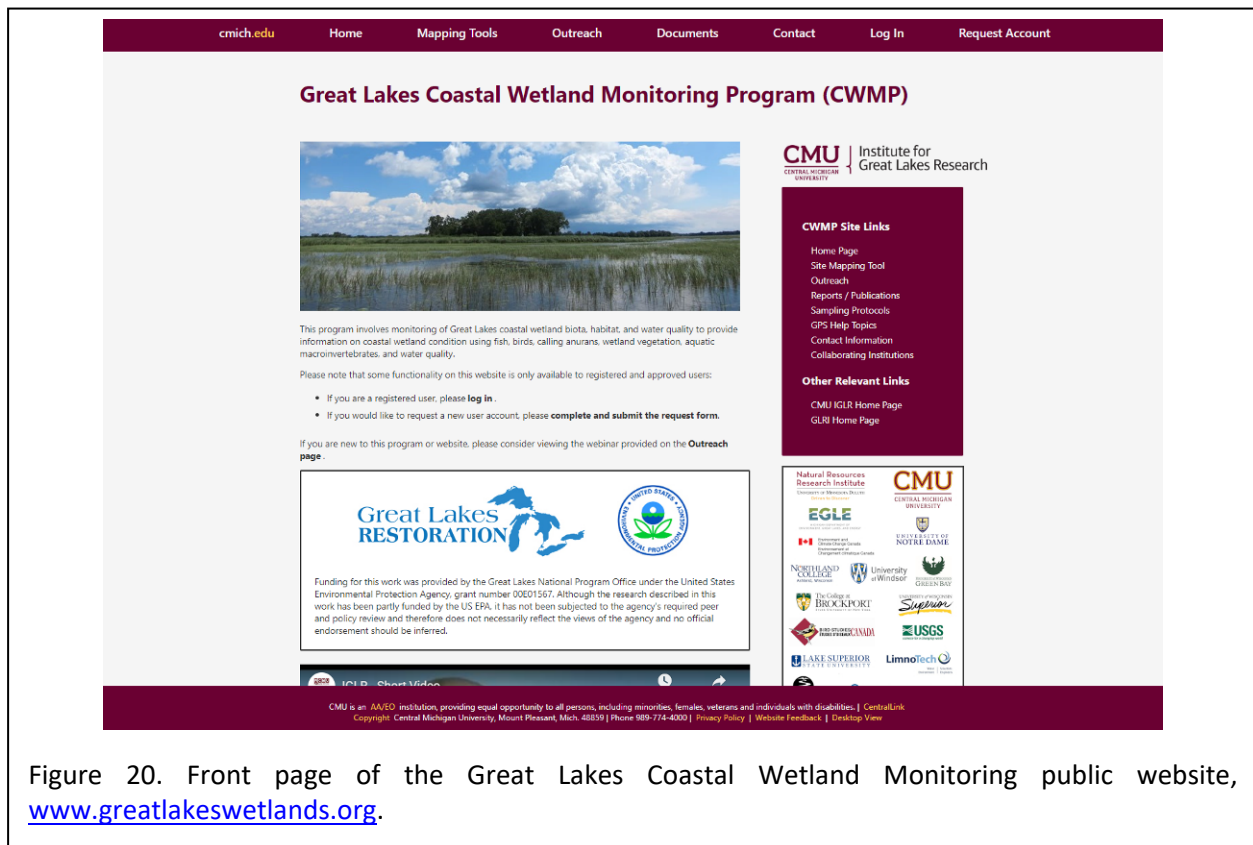 cmich.edu Home Mapping Tools Outreach Documents Contact Log In Request Account
Great Lakes Coastal Wetland Monitoring Program (CWMP)
CMU
CENTRAL MICHIGAN
UNIVERSITY
Institute for
Great Lakes Research
This program involves monitoring of Great Lakes coastal wetland biota, habitat, and water quality to provide
information on coastal wetland condition using fish, birds, calling anurans, wetland vegetation, aquatic
macroinvertebrates, and water quality.
Please note that some functionality on this website is only available to registered and approved users:
• If you are a registered user, please log in .
• If you would like to request a new user account, please complete and submit the request form.
If you are new to this program or website, please consider viewing the webinar provided on the Outreach
page .
Great Lakes
RESTORATION
UNITED STATES
ENVIRONMENTAL PROTECTION AGENCY
Funding for this work was provided by the Great Lakes National Program Office under the United States
Environmental Protection Agency, grant number 00E01567. Although the research described in this
work has been partly funded by the US EPA, it has not been subjected to the agency's required peer
and policy review and therefore does not necessarily reflect the views of the agency and no official
endorsement should be inferred.
IGLR - Short Video
CWMP Site Links
Home Page
Site Mapping Tool
Outreach
Reports / Publications
Sampling Protocols
GPS Help Topics
Contact Information
Collaborating Institutions
Other Relevant Links
CMU IGLR Home Page
GLRI Home Page
Natural Resources
Research Institute
CMU
CENTRAL MICHIGAN
UNIVERSITY
EGLE
UNIVERSITY OF
NOTRE DAME
Environment and
Climate Change Canada
Environnement et
Changement climatique Canada
NORTHLAND
COLLEGE
University
of Windsor
GREEN BAY
The College at
BROCKPORT
Superior
BIRD STUDIES
CANADA
USGS
LAKE SUPERIOR
STATE UNIVERSITY
LimnoTech
CMU is an AA/EO institution, providing equal opportunity to all persons, including minorities, females, veterans and individuals with disabilities. | CentralLink
Copyright Central Michigan University, Mount Pleasant, Mich. 48859 | Phone 989-774-4000 | Privacy Policy | Website Feedback | Desktop View
Figure 20. Front page of the Great Lakes Coastal Wetland Monitoring public website,
www.greatlakeswetlands.org.